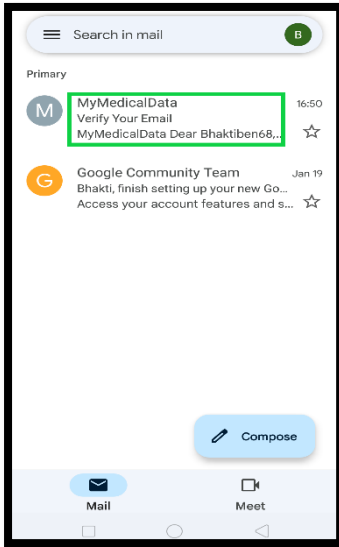 Search in mail
B
Primary
M
MyMedicalData
16:50
Verify Your Email
MyMedicalData Dear Bhaktiben68,..
G
Google Community Team
Jan 19
Bhakti, finish setting up your new Go...
Access your account features and s...
Compose
Mail
Meet